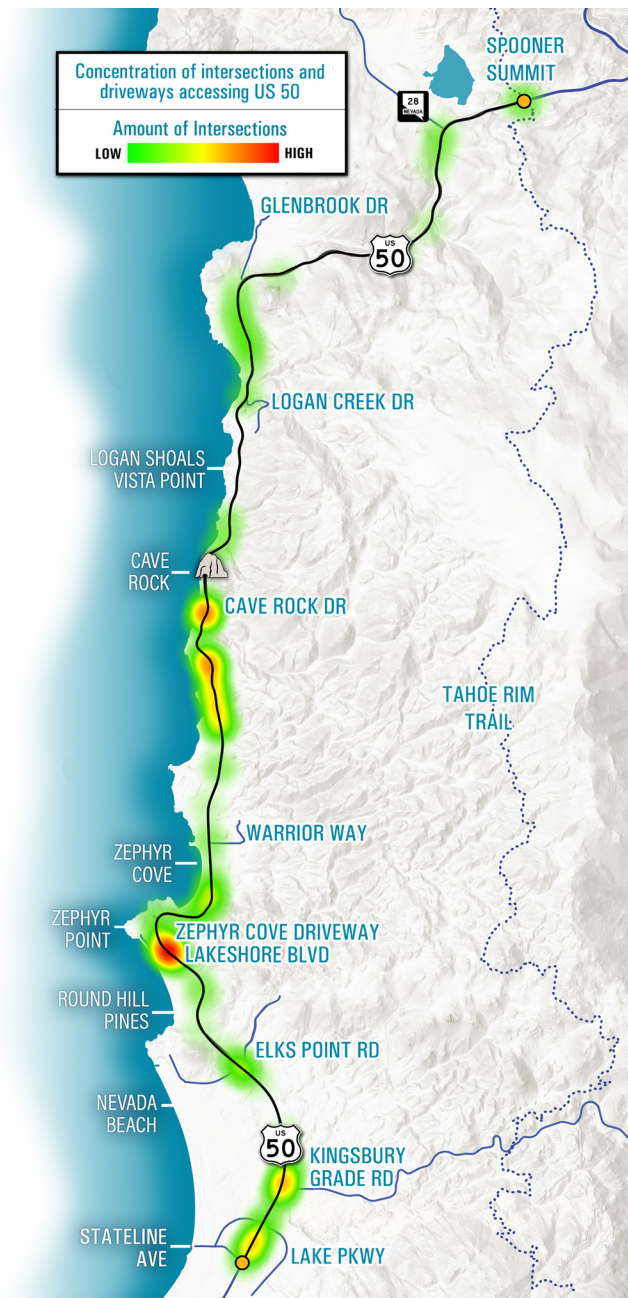 Concentration of intersections and
driveways accessing US 50
Amount of Intersections
LOW HIGH
SPOONER
SUMMIT
28
NEVADA
GLENBROOK DR
US
50
LOGAN CREEK DR
LOGAN SHOALS
VISTA POINT
CAVE
ROCK
CAVE ROCK DR
TAHOE RIM
TRAIL
WARRIOR WAY
ZEPHYR
COVE
ZEPHYR
POINT
ZEPHYR COVE DRIVEWAY
LAKESHORE BLVD
ROUND HILL
PINES
ELKS POINT RD
NEVADA
BEACH
US
50
KINGSBURY
GRADE RD
STATELINE
AVE
LAKE PKWY